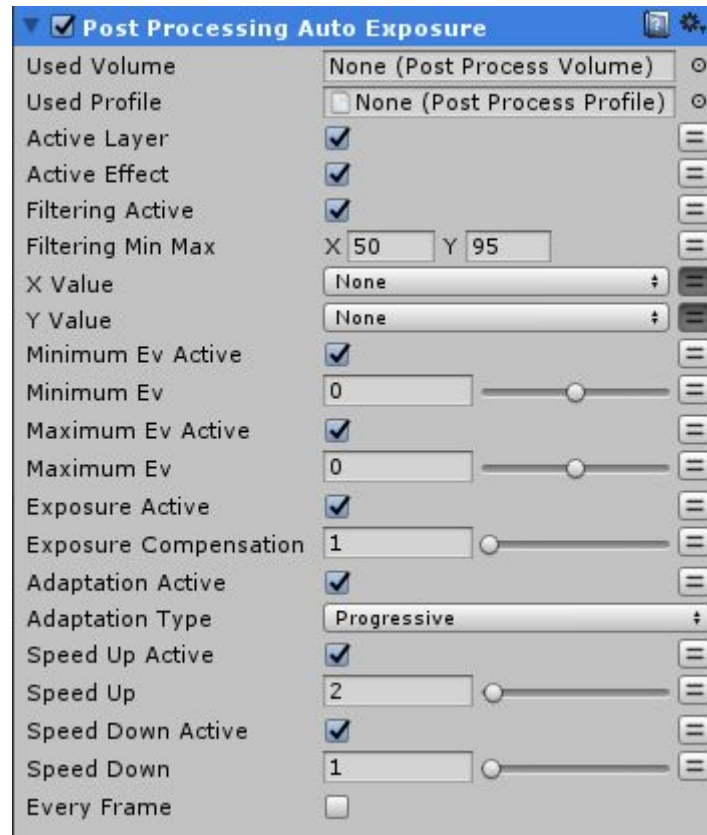 Post Processing Auto Exposure
Used Volume None (Post Process Volume)
Used Profile None (Post Process Profile)
Active Layer
Active Effect
Filtering Active
Filtering Min Max X 50 Y 95
X Value None
Y Value None
Minimum Ev Active
Minimum Ev 0
Maximum Ev Active
Maximum Ev 0
Exposure Active
Exposure Compensation 1
Adaptation Active
Adaptation Type Progressive
Speed Up Active
Speed Up 2
Speed Down Active
Speed Down 1
Every Frame